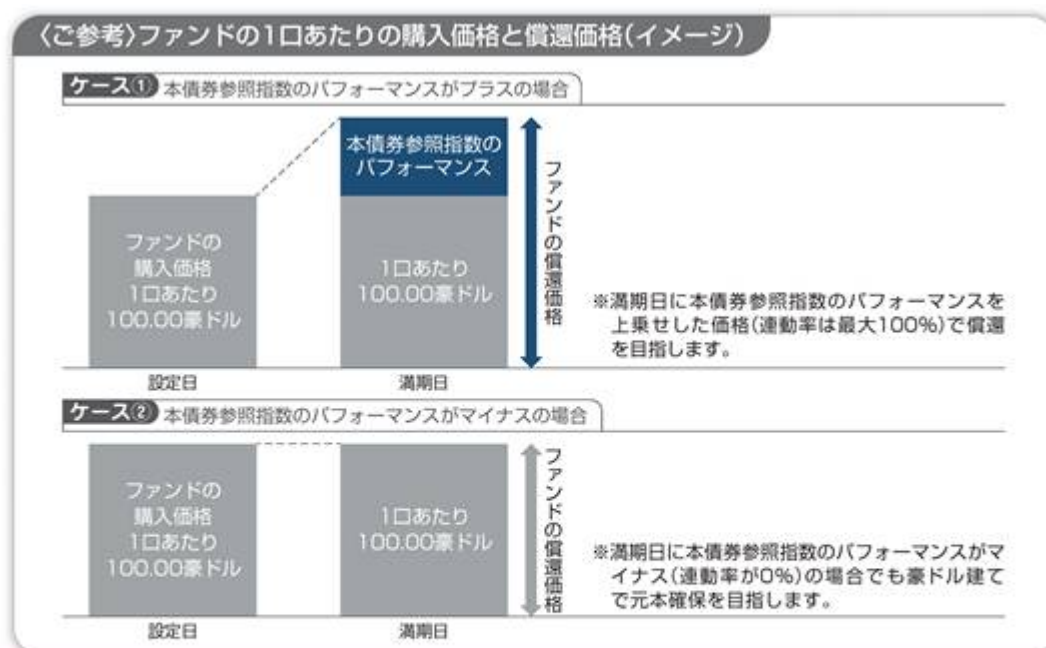 〈ご参考〉ファンドの1口あたりの購入価格と償還価格(イメージ)
ケース① 本債券参照指数のパフォーマンスがプラスの場合
本債券参照指数の
パフォーマンス
ファンドの
購入価格
1口あたり
100.00豪ドル
1口あたり
100.00豪ドル
ファンドの償還価格
※満期日に本債券参照指数のパフォーマンスを
上乗せした価格(連動率は最大100%)で償還
を目指します。
設定日
満期日
ケース② 本債券参照指数のパフォーマンスがマイナスの場合
ファンドの
購入価格
1口あたり
100.00豪ドル
1口あたり
100.00豪ドル
ファンドの償還価格
※満期日に本債券参照指数のパフォーマンスがマ
イナス(連動率が0%)の場合でも豪ドル建て
で元本確保を目指します。
設定日
満期日